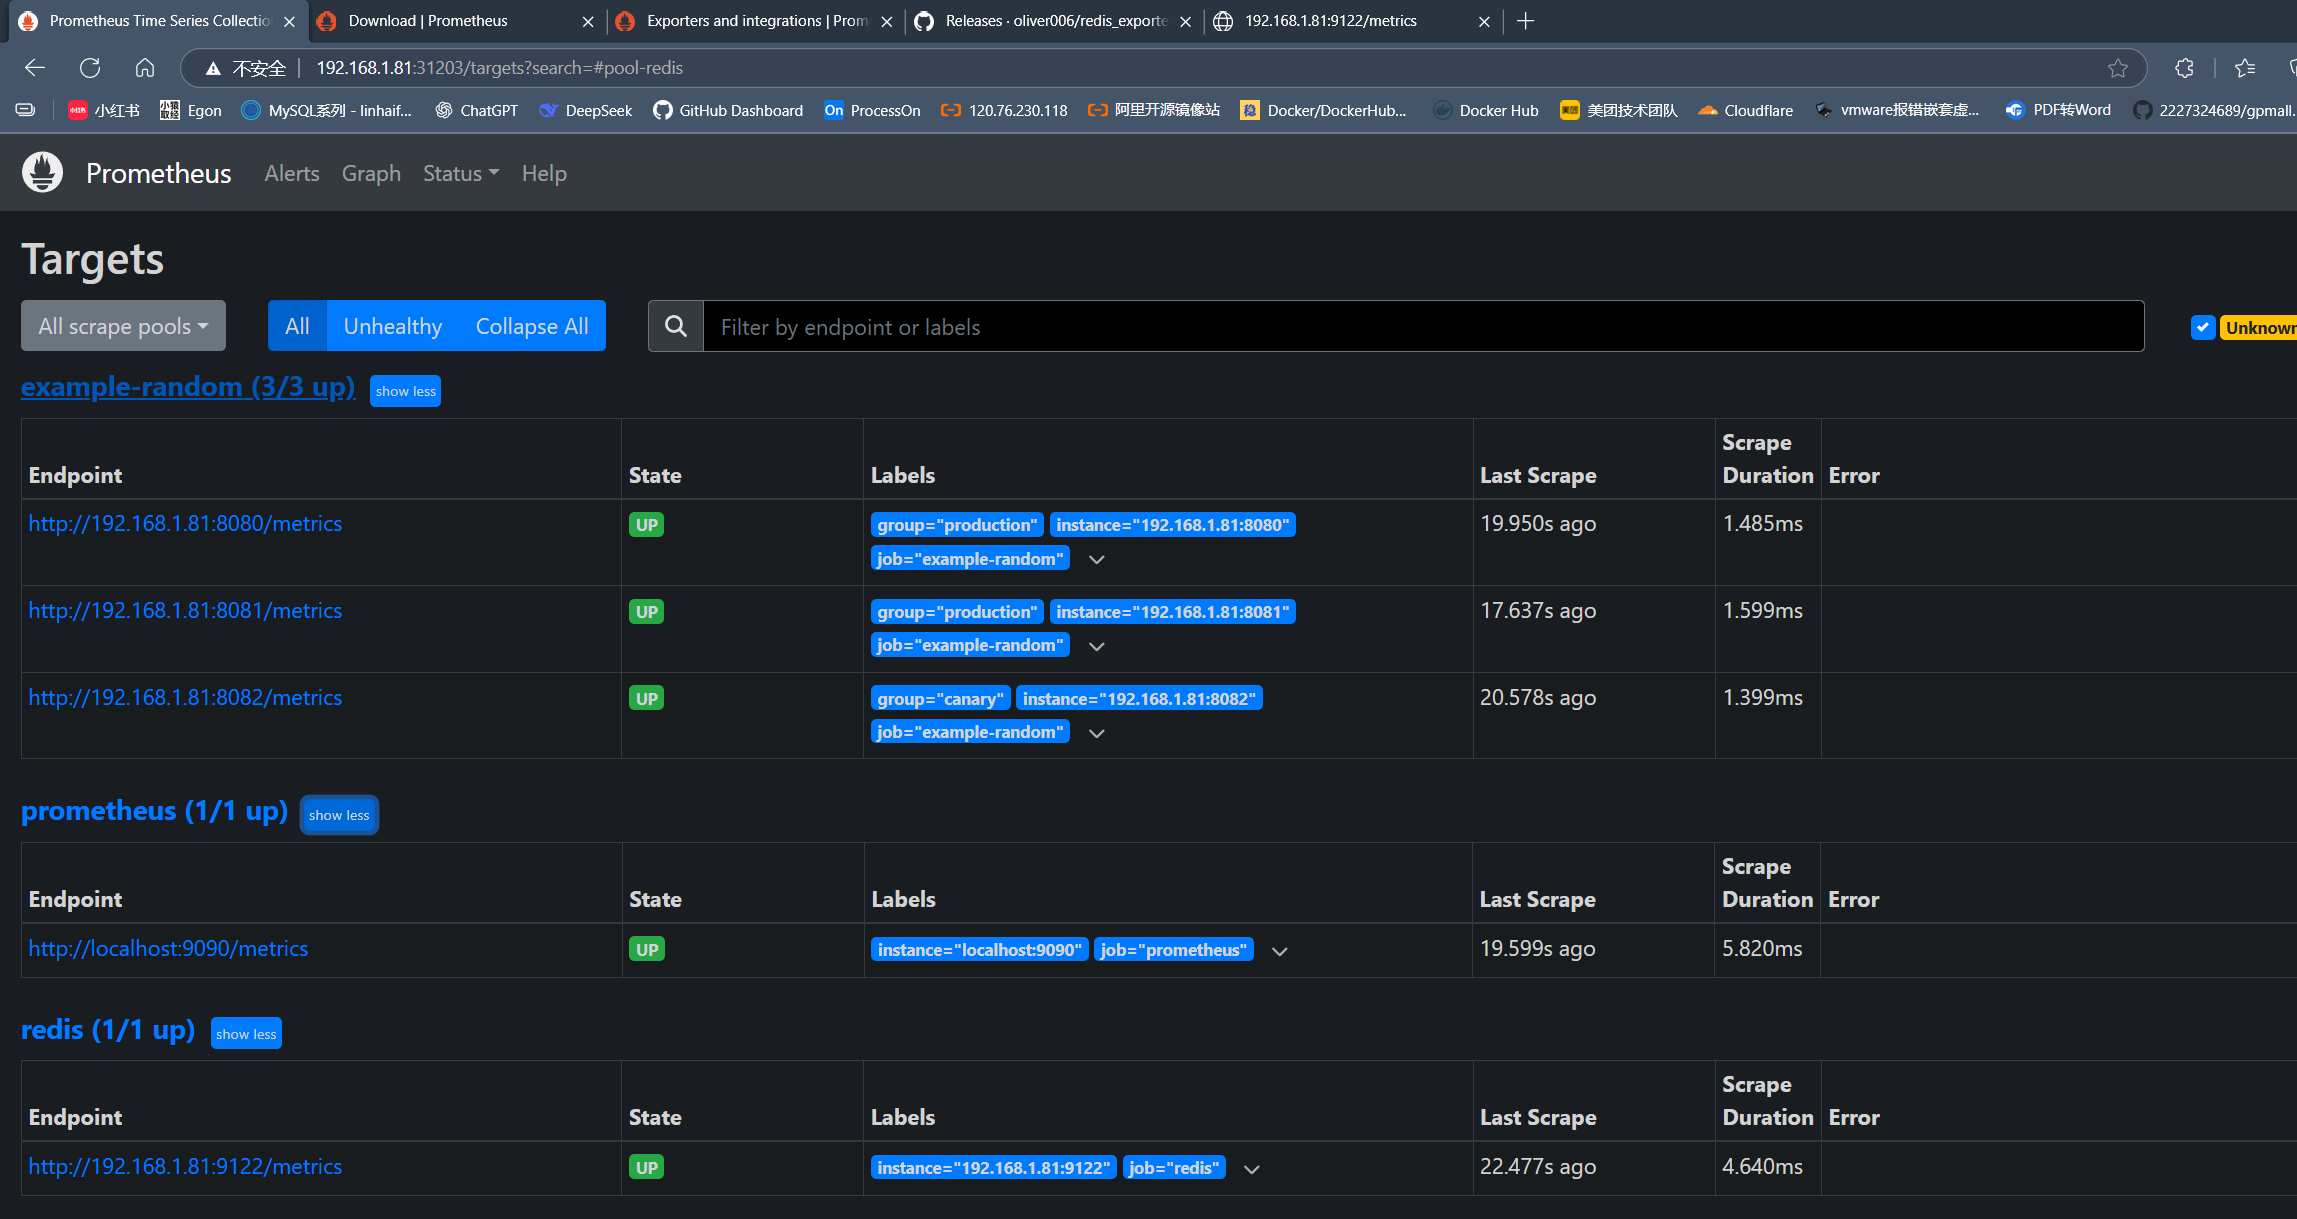 Prometheus Time Series Collectio
Download | Prometheus
Exporters and integrations | Prom
Releases · oliver006/redis_exporte
192.168.1.81:9122/metrics
不安全 192.168.1.81:31203/targets?search=#pool-redis
小红书 Egon MySQL系列 - linhaif... ChatGPT DeepSeek GitHub Dashboard On ProcessOn 120.76.230.118 阿里开源镜像站 Docker/DockerHub... Docker Hub 美团技术团队 Cloudflare vmware报错嵌套虚... PDF转Word 2227324689/gpmall.
Prometheus Alerts Graph Status Help
Targets
All scrape pools All Unhealthy Collapse All Filter by endpoint or labels Unknown
example-random (3/3 up) show less
Endpoint State Labels Last Scrape Scrape Duration Error
http://192.168.1.81:8080/metrics UP group="production" instance="192.168.1.81:8080" 19.950s ago 1.485ms
job="example-random"
http://192.168.1.81:8081/metrics UP group="production" instance="192.168.1.81:8081" 17.637s ago 1.599ms
job="example-random"
http://192.168.1.81:8082/metrics UP group="canary" instance="192.168.1.81:8082" 20.578s ago 1.399ms
job="example-random"
prometheus (1/1 up) show less
Endpoint State Labels Last Scrape Scrape Duration Error
http://localhost:9090/metrics UP instance="localhost:9090" job="prometheus" 19.599s ago 5.820ms
redis (1/1 up) show less
Endpoint State Labels Last Scrape Scrape Duration Error
http://192.168.1.81:9122/metrics UP instance="192.168.1.81:9122" job="redis" 22.477s ago 4.640ms